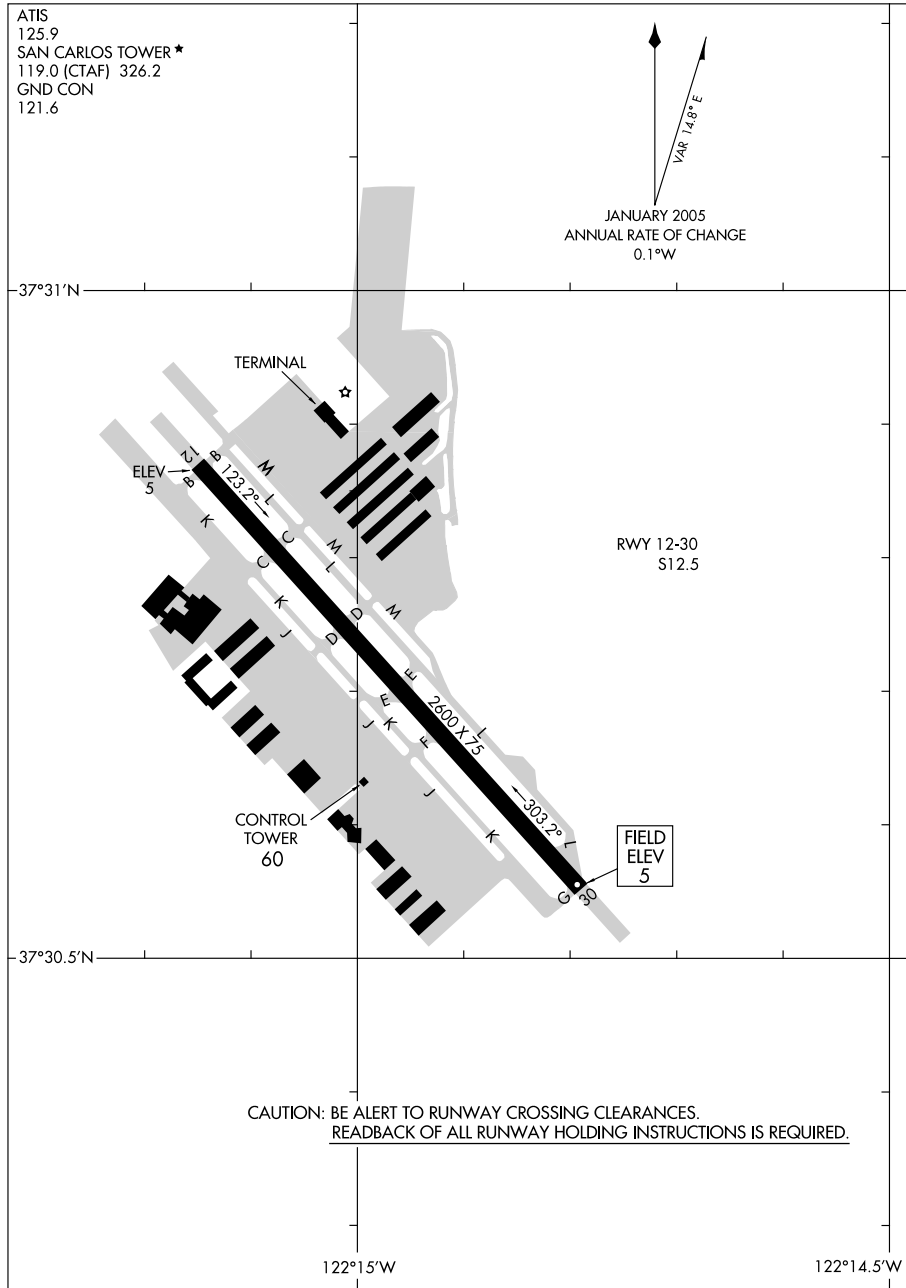 ATIS
125.9
SAN CARLOS TOWER★
119.0 (CTAF) 326.2
GND CON
121.6
VAR 14.8° E
JANUARY 2005
ANNUAL RATE OF CHANGE
0.1°W
37°31'N
TERMINAL
ELEV
5
12
B
B
123.2°
M
L
K
C
C
M
L
RWY 12-30
S12.5
K
J
D
D
M
E
E
2600 X 75
L
J
K
F
J
CONTROL
TOWER
60
K
303.2°
L
FIELD
ELEV
5
G
30
37°30.5'N
CAUTION: BE ALERT TO RUNWAY CROSSING CLEARANCES.
READBACK OF ALL RUNWAY HOLDING INSTRUCTIONS IS REQUIRED.
122°15'W
122°14.5'W